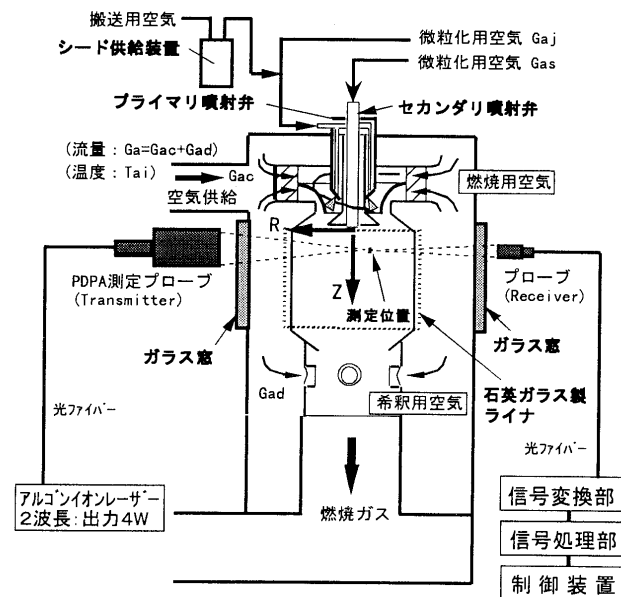 搬送用空気
シード供給装置
微粒化用空気 Gaj
微粒化用空気 Gas
プライマリ噴射弁
セカンダリ噴射弁
(流量：Ga=Gac+Gad)
(温度：Tai)
Gac
空気供給
燃焼用空気
R
PDPA測定プローブ
(Transmitter)
プローブ
(Receiver)
Z
測定位置
ガラス窓
ガラス窓
Gad
石英ガラス製
ライナ
希釈用空気
光ファイバー
光ファイバー
アルゴンイオンレーザー
2波長：出力4W
燃焼ガス
信号変換部
信号処理部
制御装置